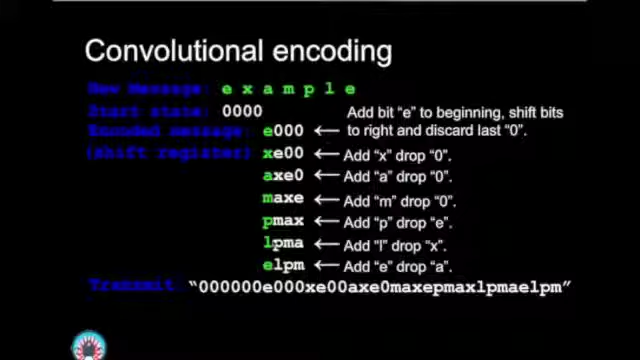 Convolutional encoding
New Message: e x a m p l e
Start state: 0000 Add bit “e” to beginning, shift bits
Encoded message: e000 ← to right and discard last “0”.
(shift register) xe00 ← Add “x” drop “0”.
axe0 ← Add “a” drop “0”.
maxe ← Add “m” drop “0”.
pmax ← Add “p” drop “e”.
lpma ← Add “l” drop “x”.
elpm ← Add “e” drop “a”.
Transmit: “000000e000xe00axe0maxepmaxlpmaelpm”